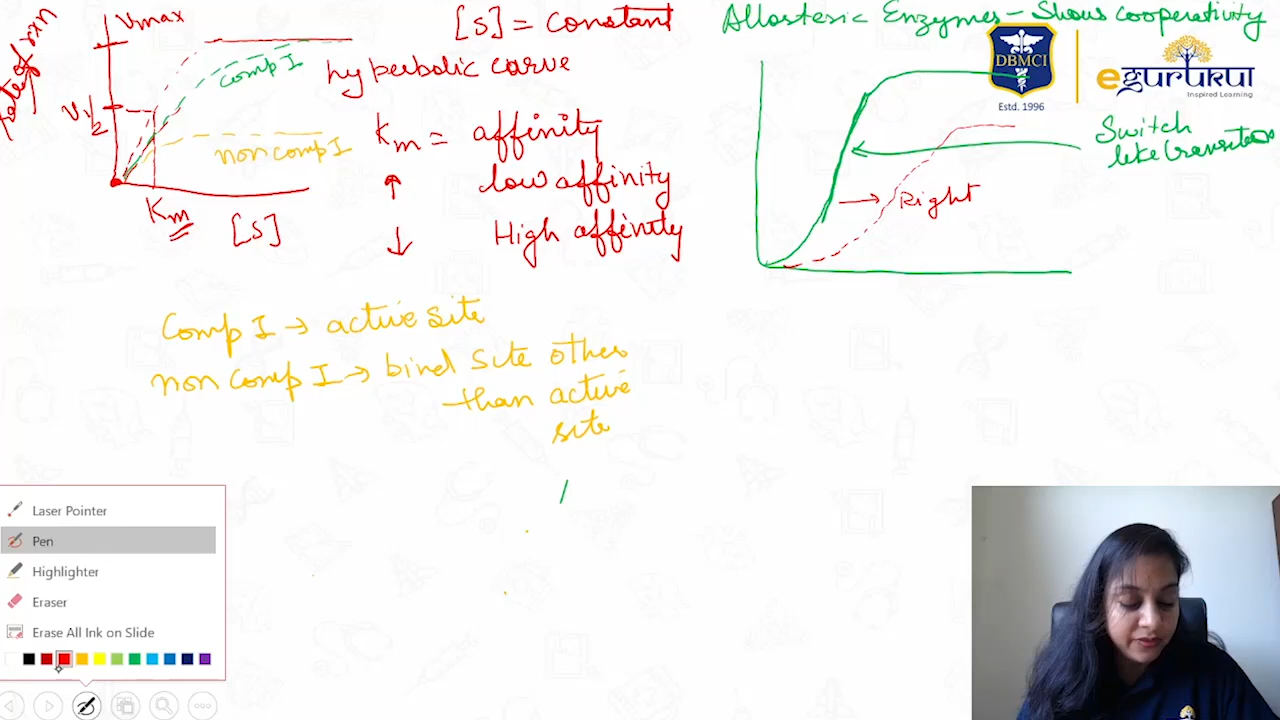 Vmax
[S] = constant
Allosteric Enzymes - Shows cooperativity
Rate of rxn
comp I
hyperbolic curve
DBMCI
Estd. 1996
egurukul
Inspired Learning
V1/2
non comp I
Km
[S]
Km = affinity
↑ low affinity
↓ High affinity
Switch
like transition
→ Right
Comp I → active site
non comp I → bind site other
than active
site
Laser Pointer
Pen
Highlighter
Eraser
Erase All Ink on Slide